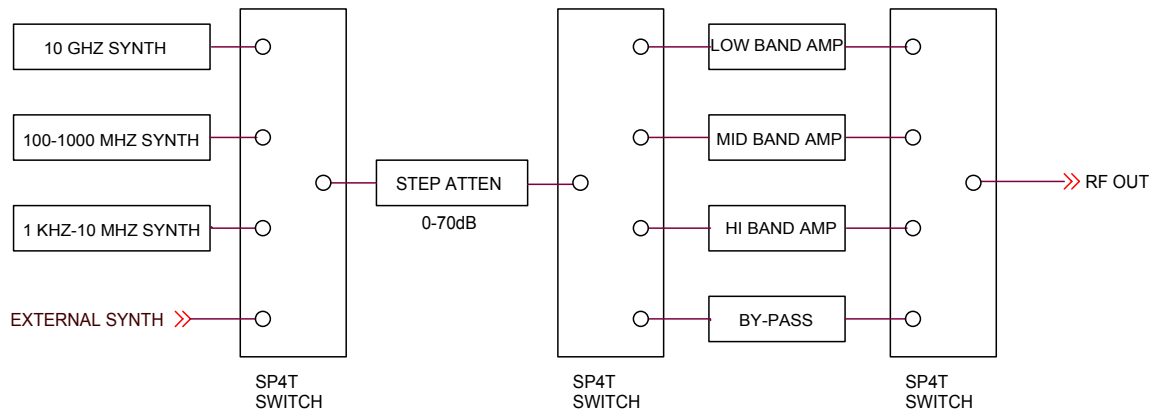 10 GHZ SYNTH
100-1000 MHZ SYNTH
1 KHZ-10 MHZ SYNTH
EXTERNAL SYNTH
SP4T
SWITCH
STEP ATTEN
0-70dB
SP4T
SWITCH
LOW BAND AMP
MID BAND AMP
HI BAND AMP
BY-PASS
SP4T
SWITCH
RF OUT